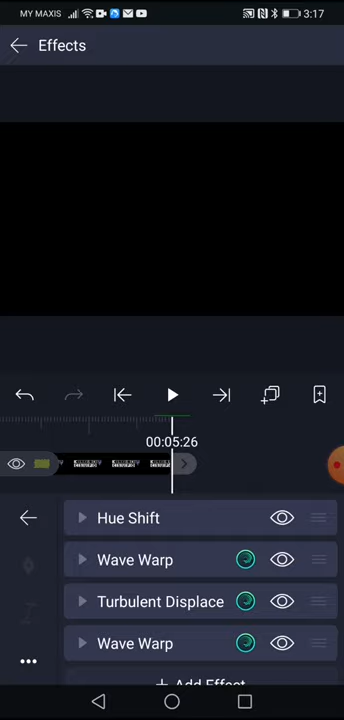 MY MAXIS 3:17
Effects
00:05:26
Hue Shift
Wave Warp
Turbulent Displace
Wave Warp
+ Add Effect